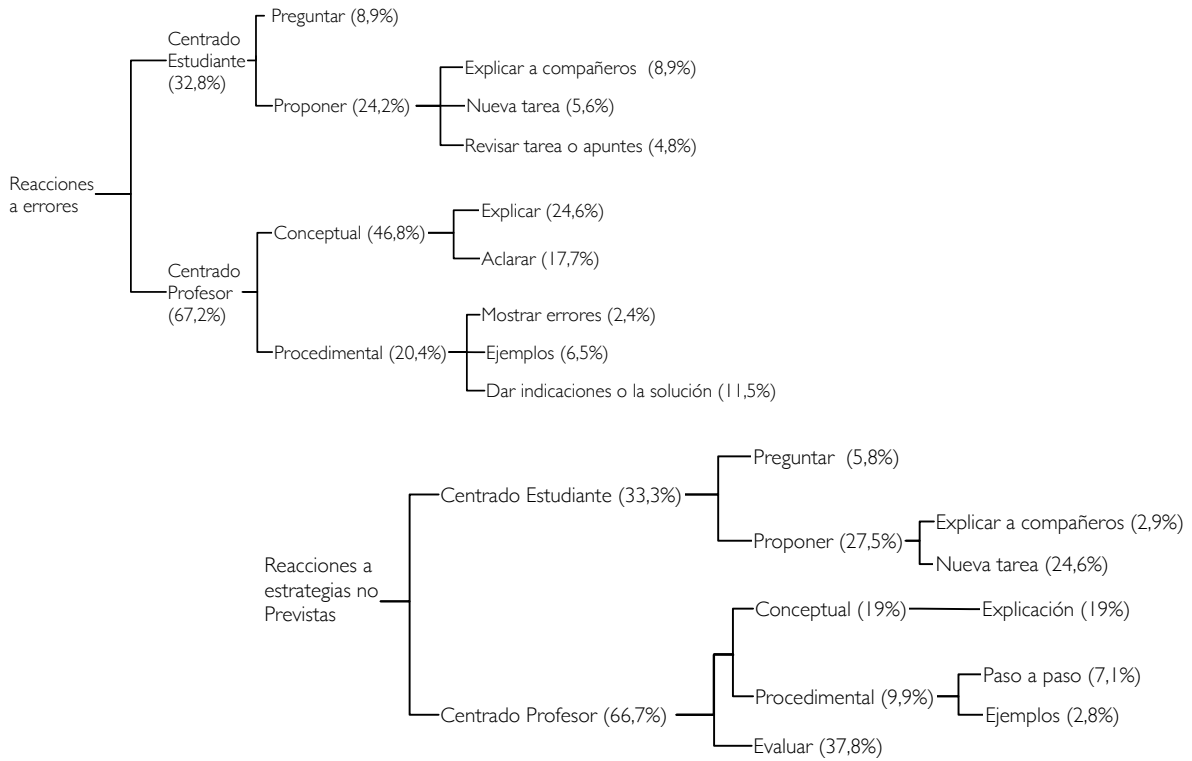 Preguntar (8,9%)
Centrado
Estudiante
(32,8%)
Explicar a compañeros (8,9%)
Proponer (24,2%)
Nueva tarea (5,6%)
Revisar tarea o apuntes (4,8%)
Reacciones
a errores
Explicar (24,6%)
Conceptual (46,8%)
Aclarar (17,7%)
Centrado
Profesor
(67,2%)
Mostrar errores (2,4%)
Procedimental (20,4%)
Ejemplos (6,5%)
Dar indicaciones o la solución (11,5%)
Preguntar (5,8%)
Centrado Estudiante (33,3%)
Explicar a compañeros (2,9%)
Proponer (27,5%)
Nueva tarea (24,6%)
Reacciones a
estrategias no
Previstas
Conceptual (19%)
Explicación (19%)
Paso a paso (7,1%)
Procedimental (9,9%)
Ejemplos (2,8%)
Centrado Profesor (66,7%)
Evaluar (37,8%)